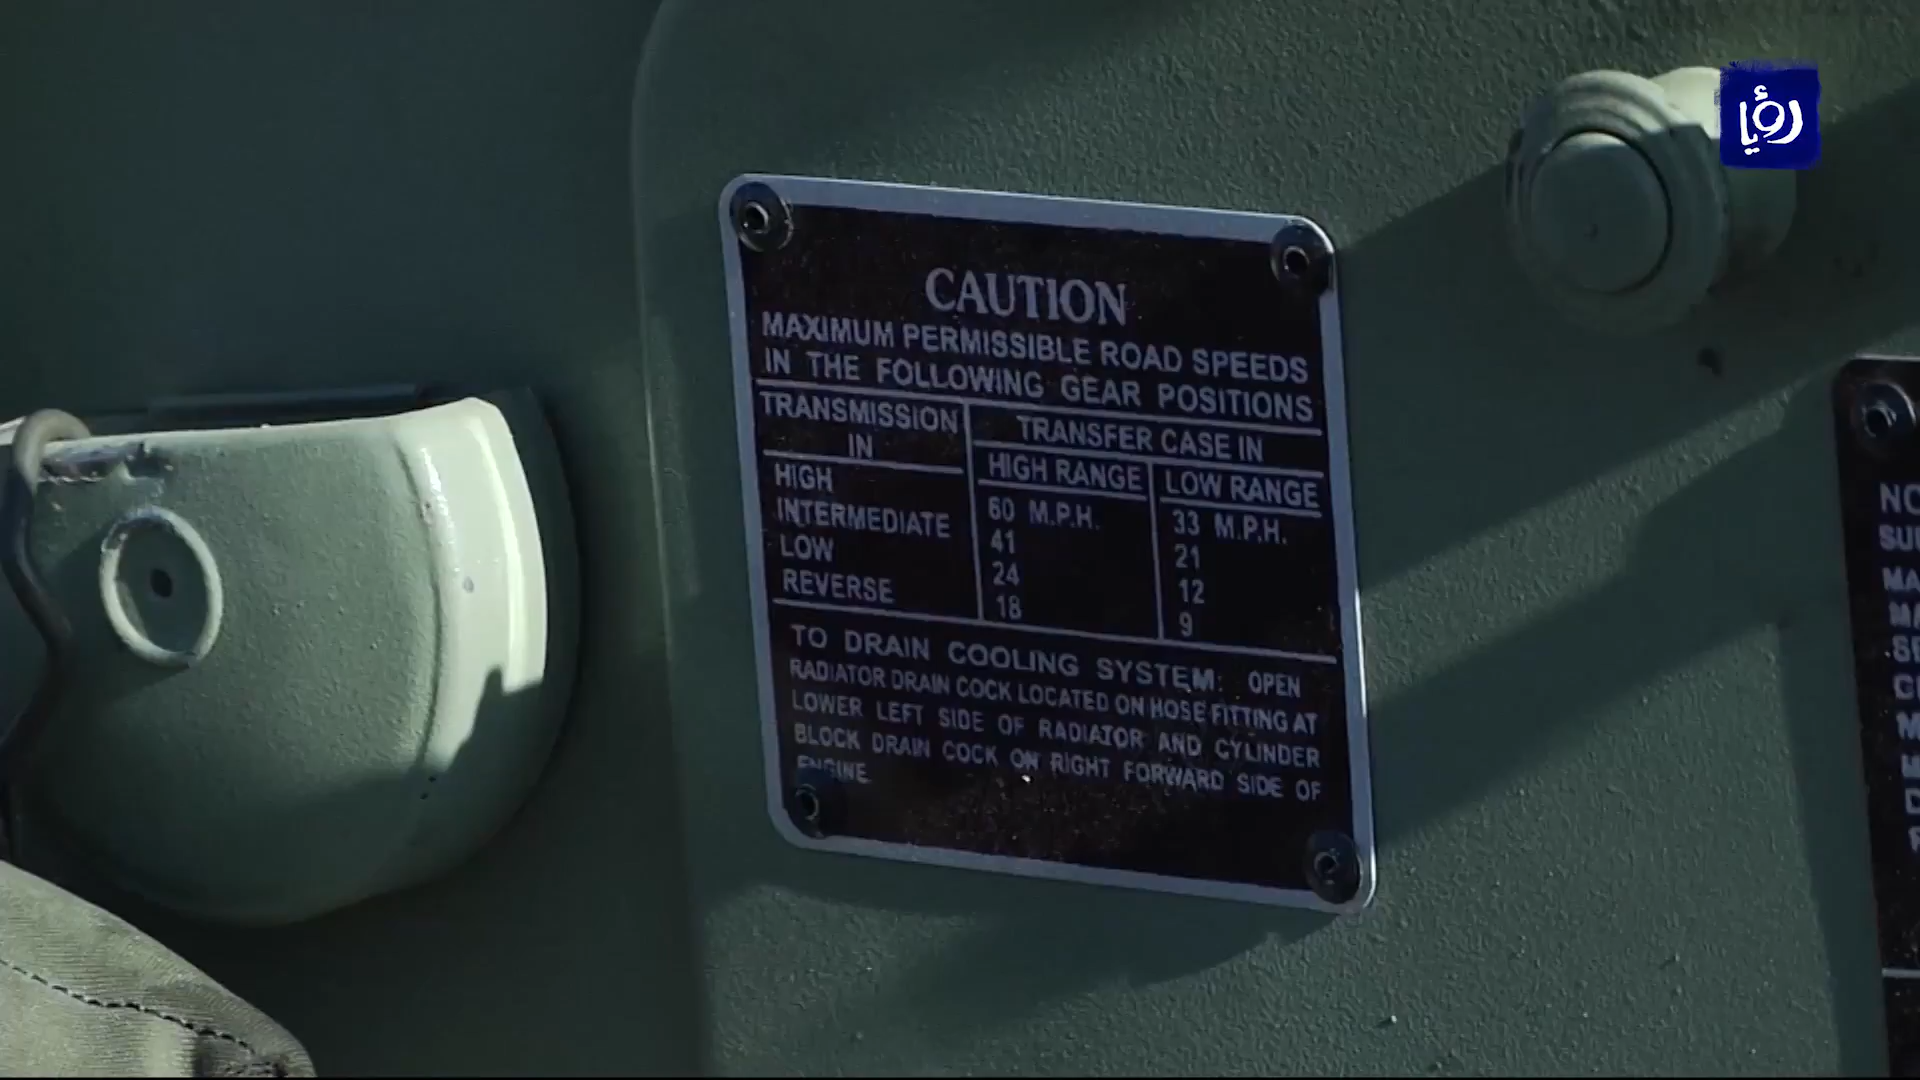 رؤيا
CAUTION
MAXIMUM PERMISSIBLE ROAD SPEEDS
IN THE FOLLOWING GEAR POSITIONS
TRANSMISSION IN
TRANSFER CASE IN
HIGH RANGE LOW RANGE
HIGH 60 M.P.H. 33 M.P.H.
INTERMEDIATE 41 21
LOW 24 12
REVERSE 18 9
TO DRAIN COOLING SYSTEM: OPEN
RADIATOR DRAIN COCK LOCATED ON HOSE FITTING AT
LOWER LEFT SIDE OF RADIATOR AND CYLINDER
BLOCK DRAIN COCK ON RIGHT FORWARD SIDE OF
ENGINE.